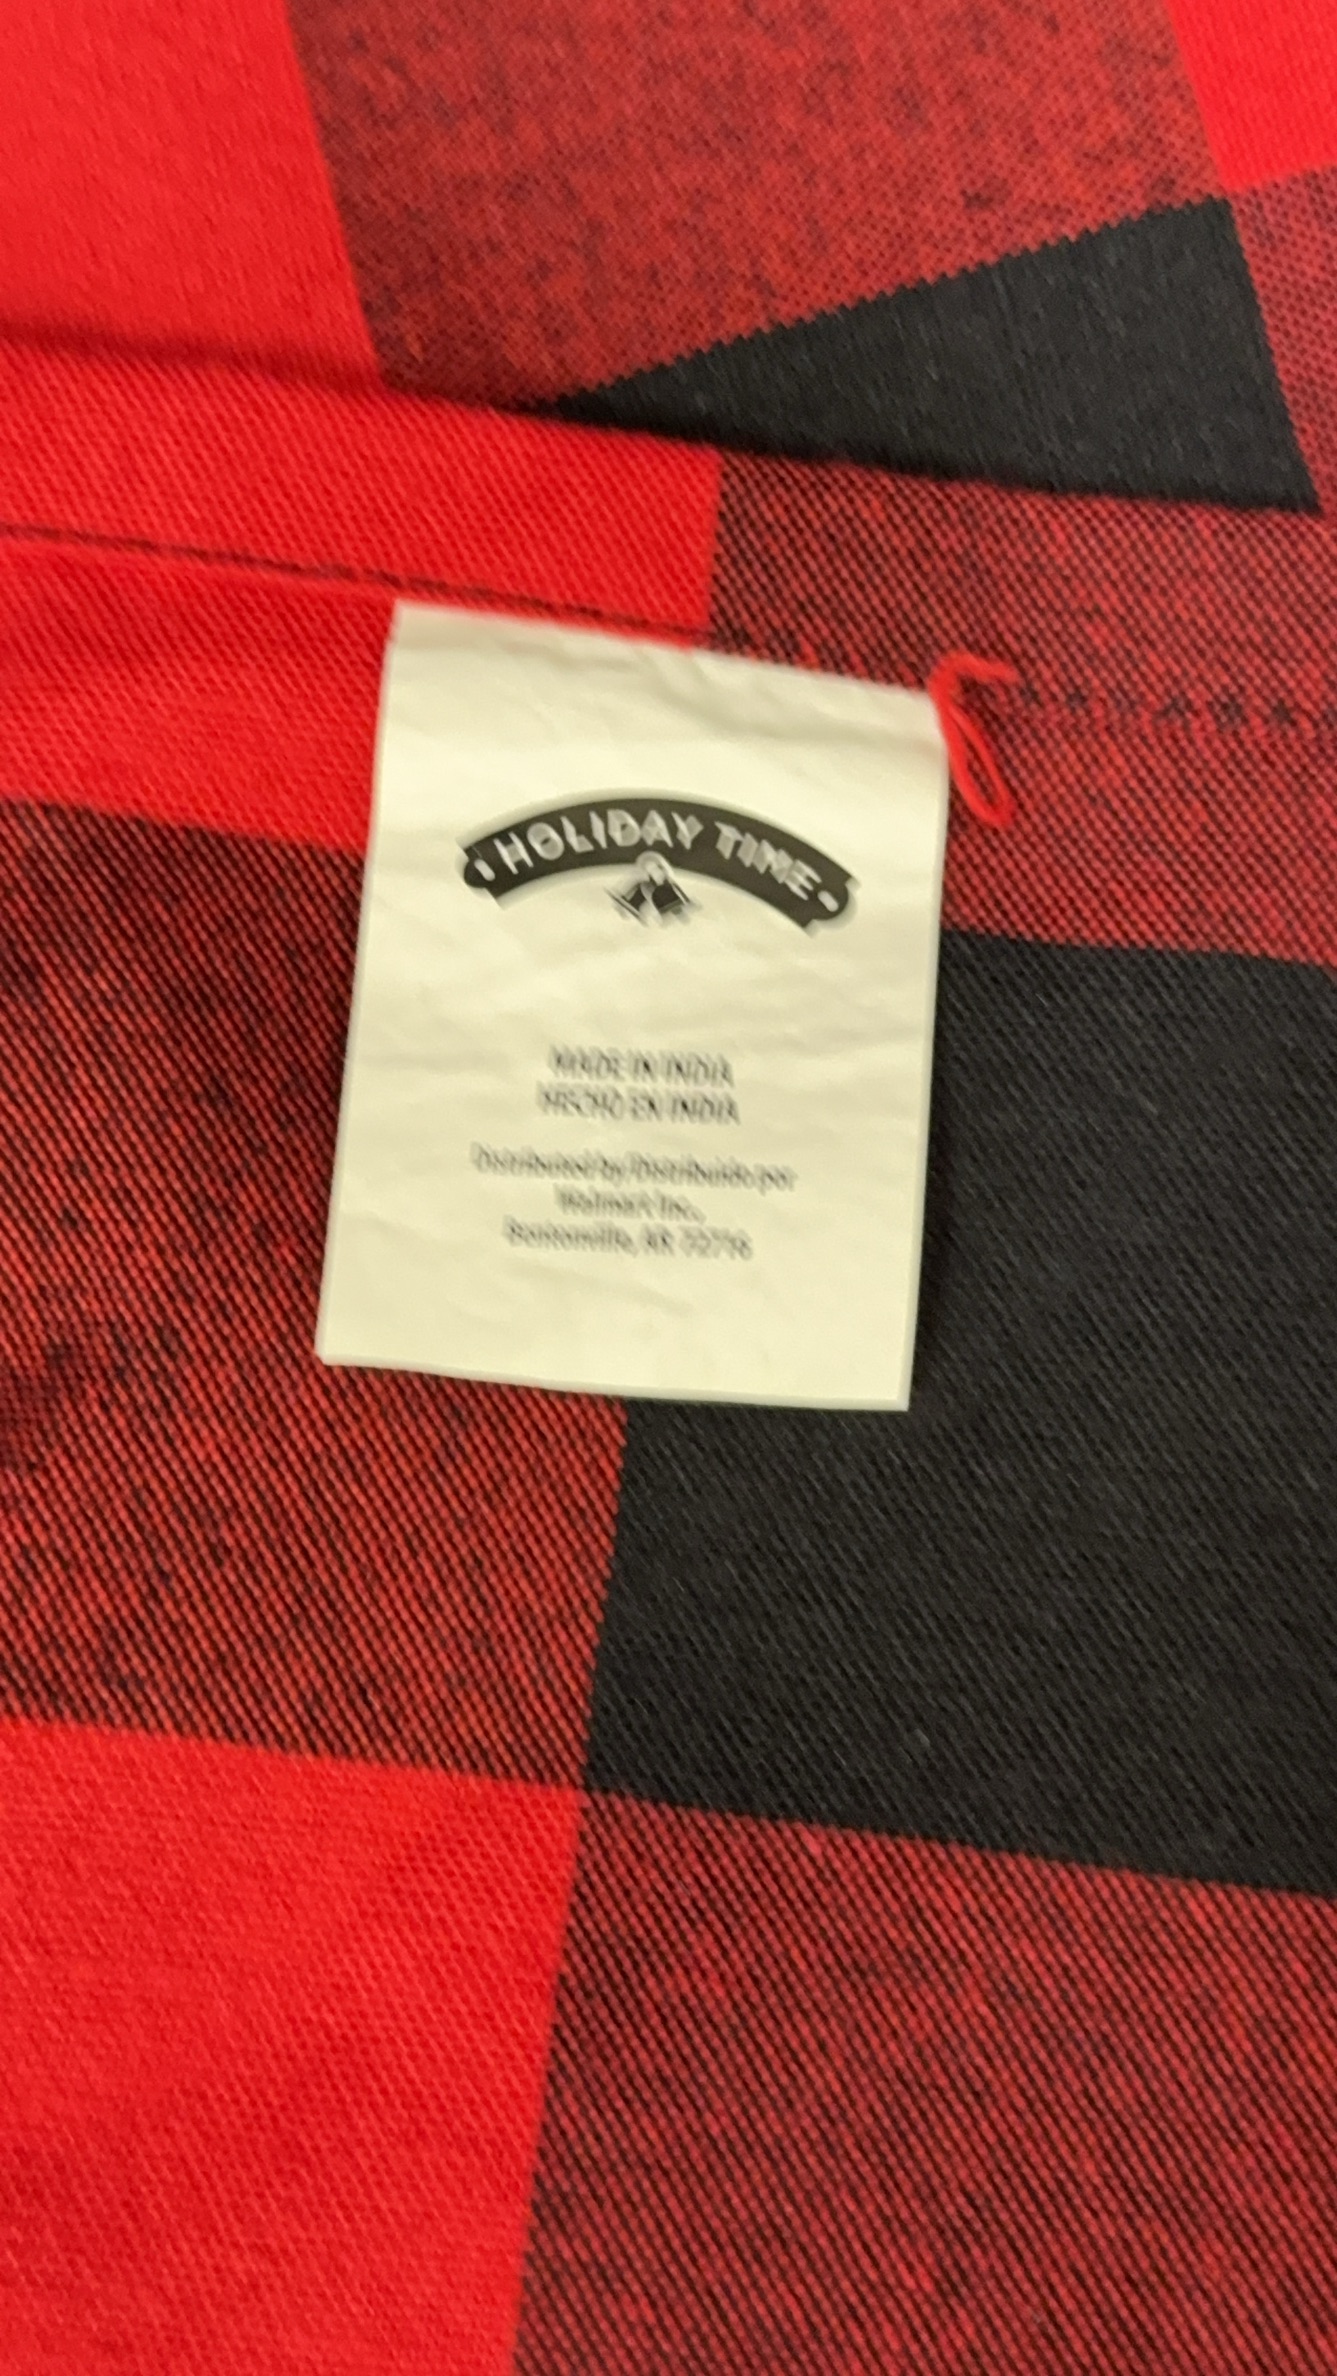 HOLIDAY TIME
MADE IN INDIA
HECHO EN INDIA
Distributed by/Distribuido por
Walmart Inc.,
Bentonville, AR 72716